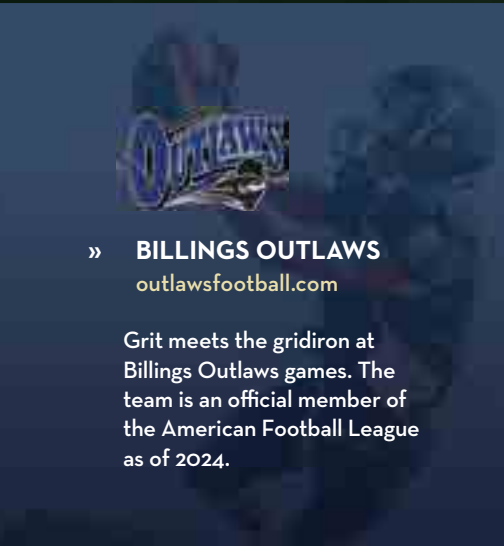 OUTLAWS
» BILLINGS OUTLAWS
outlawsfootball.com
Grit meets the gridiron at
Billings Outlaws games. The
team is an official member of
the American Football League
as of 2024.